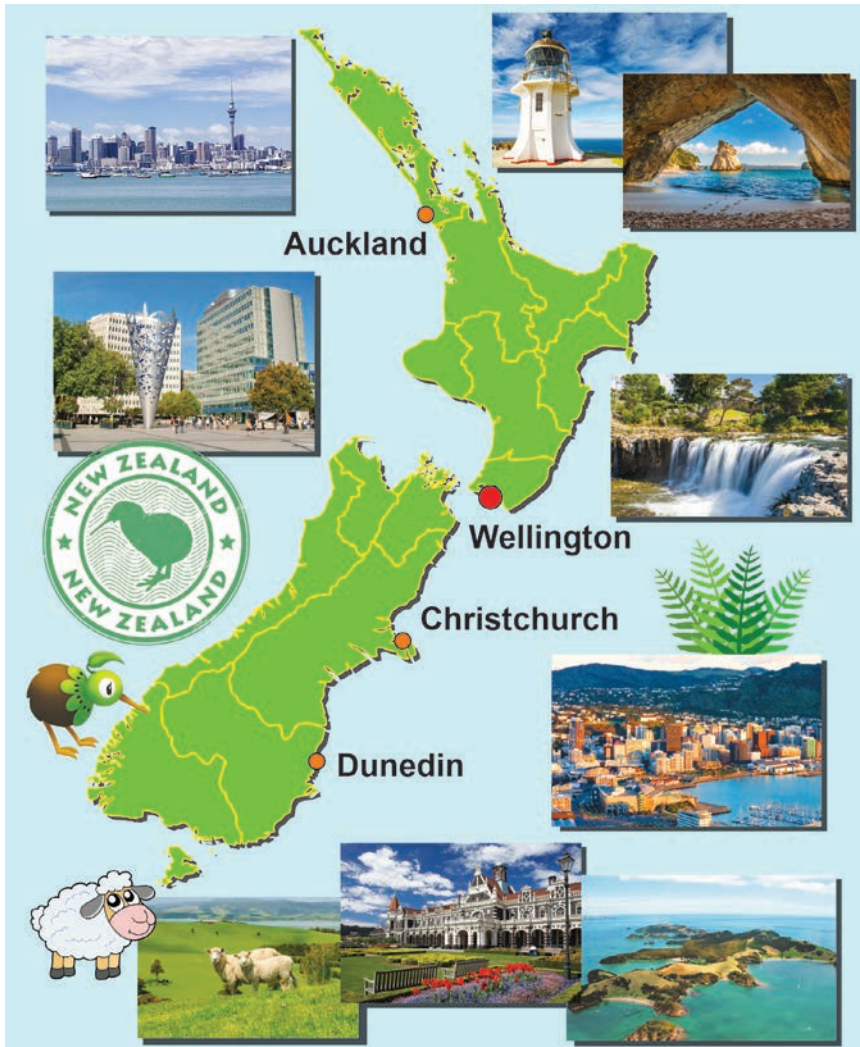 Auckland
NEW ZEALAND
NEW ZEALAND
Wellington
Christchurch
Dunedin